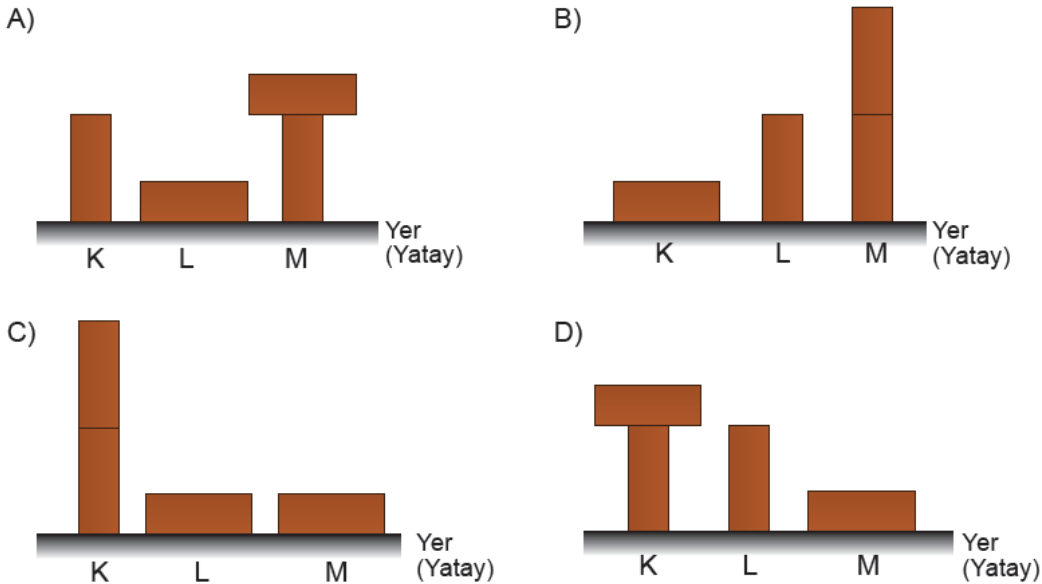 A)
K L M
Yer
(Yatay)
B)
K L M
Yer
(Yatay)
C)
K L M
Yer
(Yatay)
D)
K L M
Yer
(Yatay)